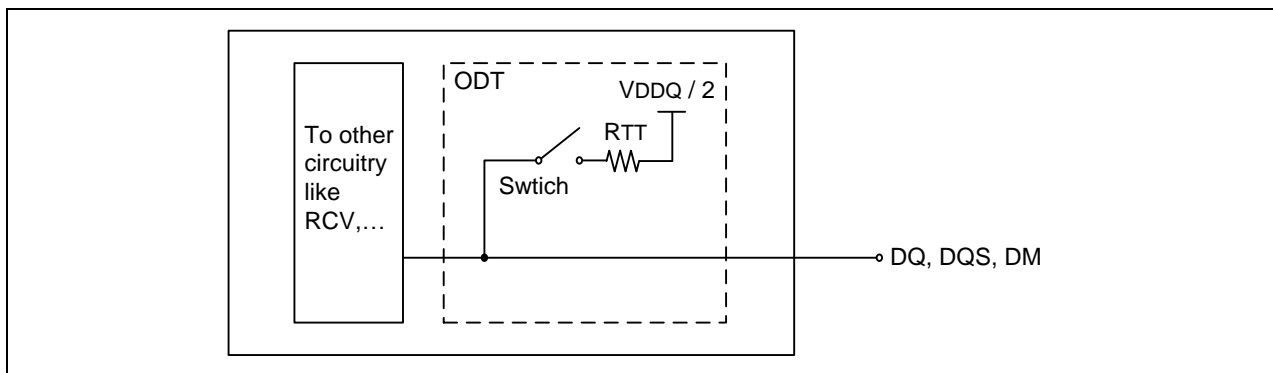 ODT
VDDQ / 2
To other
circuitry
like
RCV,…
RTT
Swtich
DQ, DQS, DM